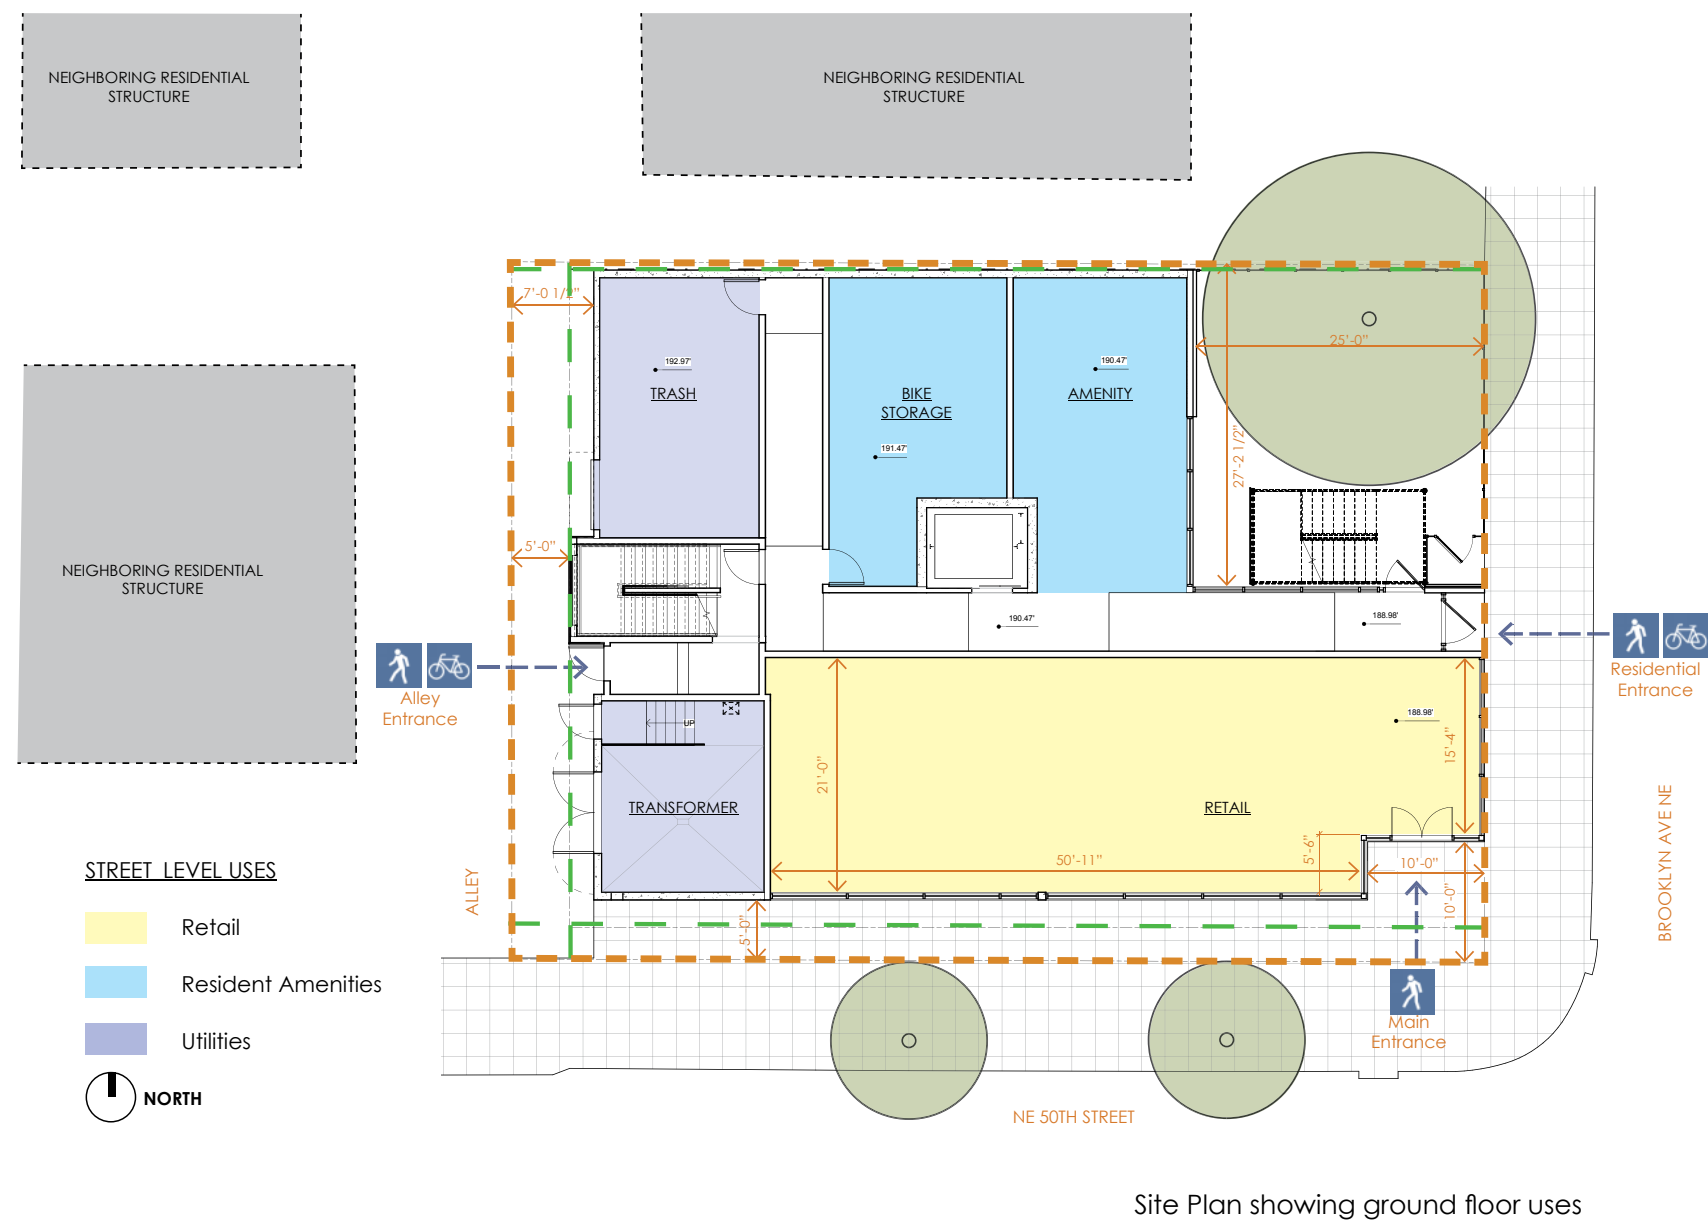 NEIGHBORING RESIDENTIAL
STRUCTURE
NEIGHBORING RESIDENTIAL
STRUCTURE
7'-0 1/2"
192.97'
TRASH
BIKE
STORAGE
191.47'
190.47'
AMENITY
25'-0"
27'-2 1/2"
5'-0"
NEIGHBORING RESIDENTIAL
STRUCTURE
190.47'
188.98'
Alley
Entrance
Residential
Entrance
UP
188.98'
21'-0"
15'-4"
TRANSFORMER
RETAIL
5'-6"
50'-11"
10'-0"
10'-0"
5'-0"
ALLEY
BROOKLYN AVE NE
STREET LEVEL USES
Retail
Resident Amenities
Utilities
NORTH
Main
Entrance
NE 50TH STREET
Site Plan showing ground floor uses